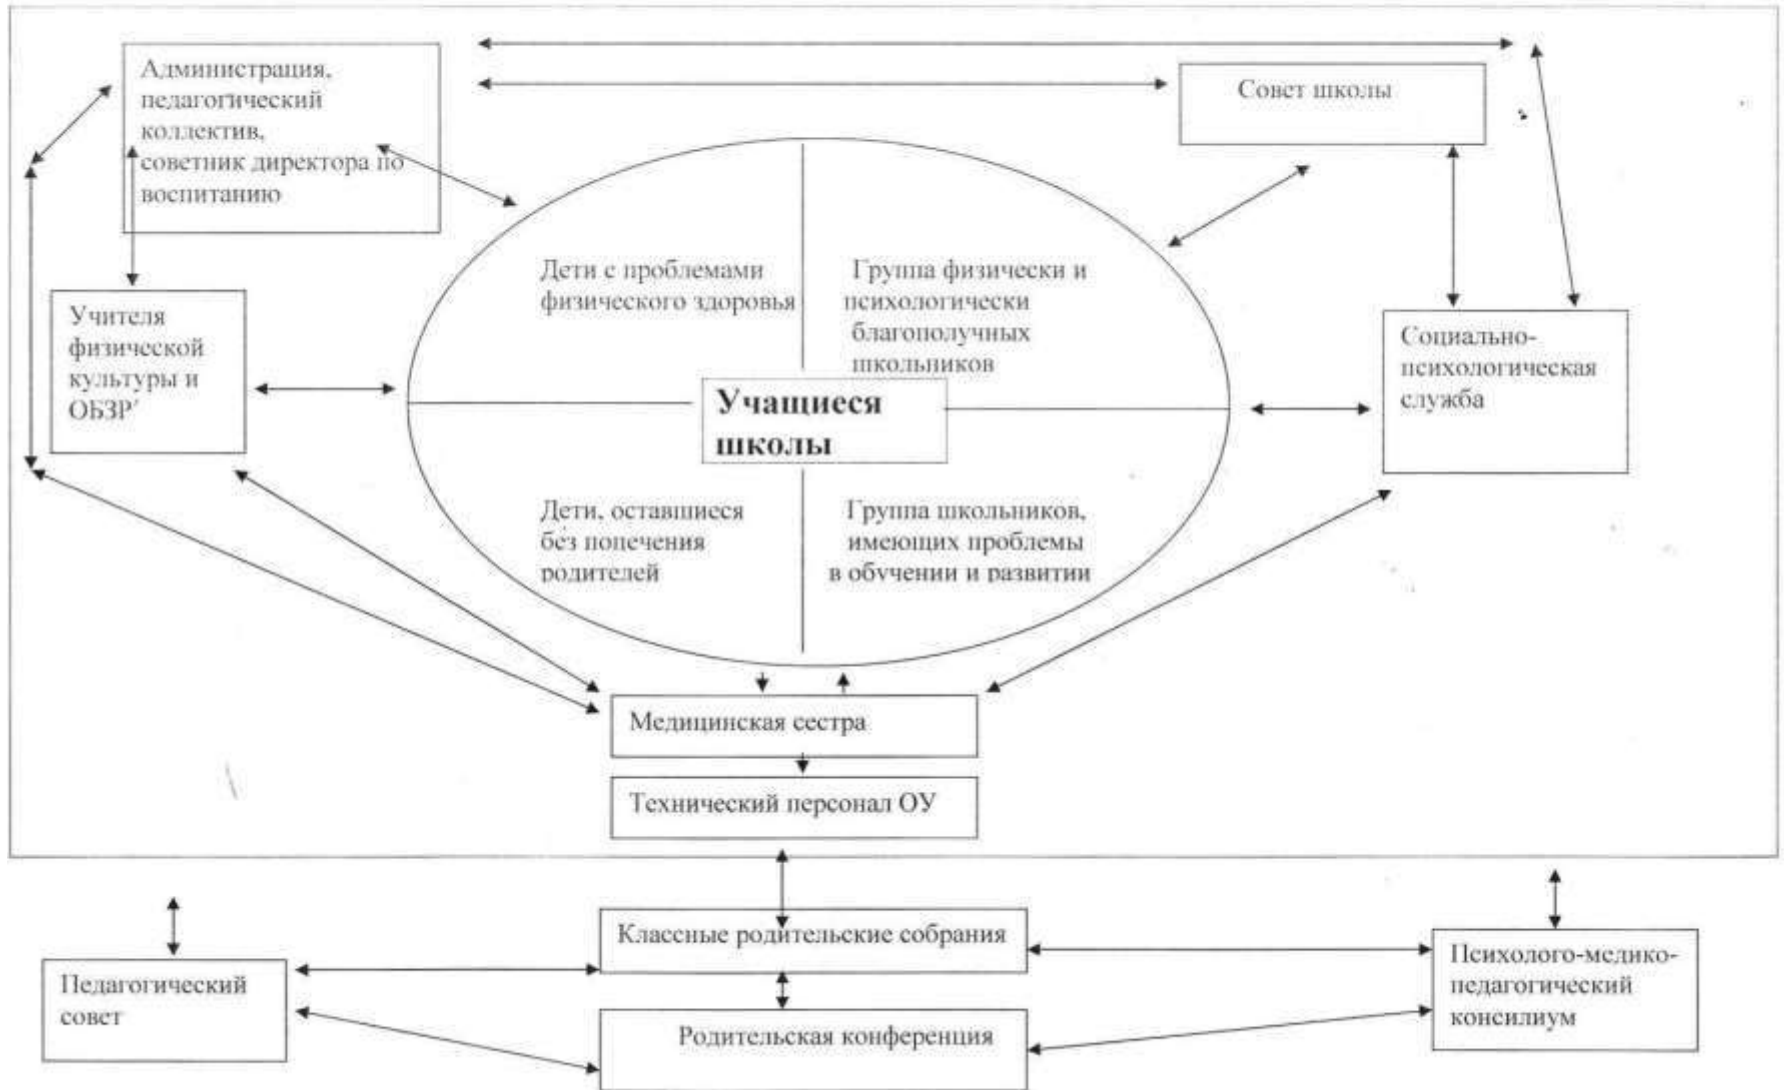 Администрация,
педагогический
коллектив,
советник директора по
воспитанию
Совет школы
Учителя
физической
культуры и
ОБЗР
Дети с проблемами
физического здоровья
Группа физически и
психологически
благополучных
школьников
Социально-
психологическая
служба
Учащиеся
школы
Дети, оставшиеся
без попечения
родителей
Группа школьников,
имеющих проблемы
в обучении и развитии
Медицинская сестра
Технический персонал ОУ
Классные родительские собрания
Педагогический
совет
Психолого-медико-
педагогический
консилиум
Родительская конференция